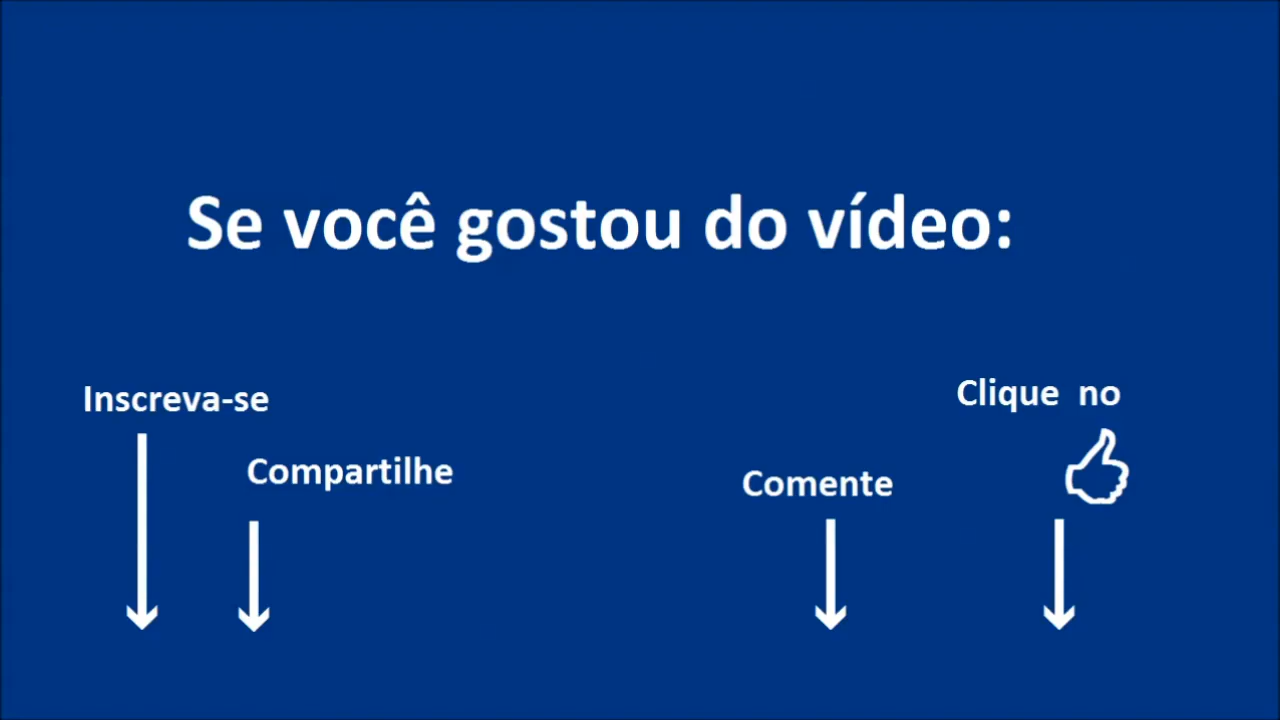 Se você gostou do vídeo:
Inscreva-se
Compartilhe
Comente
Clique no